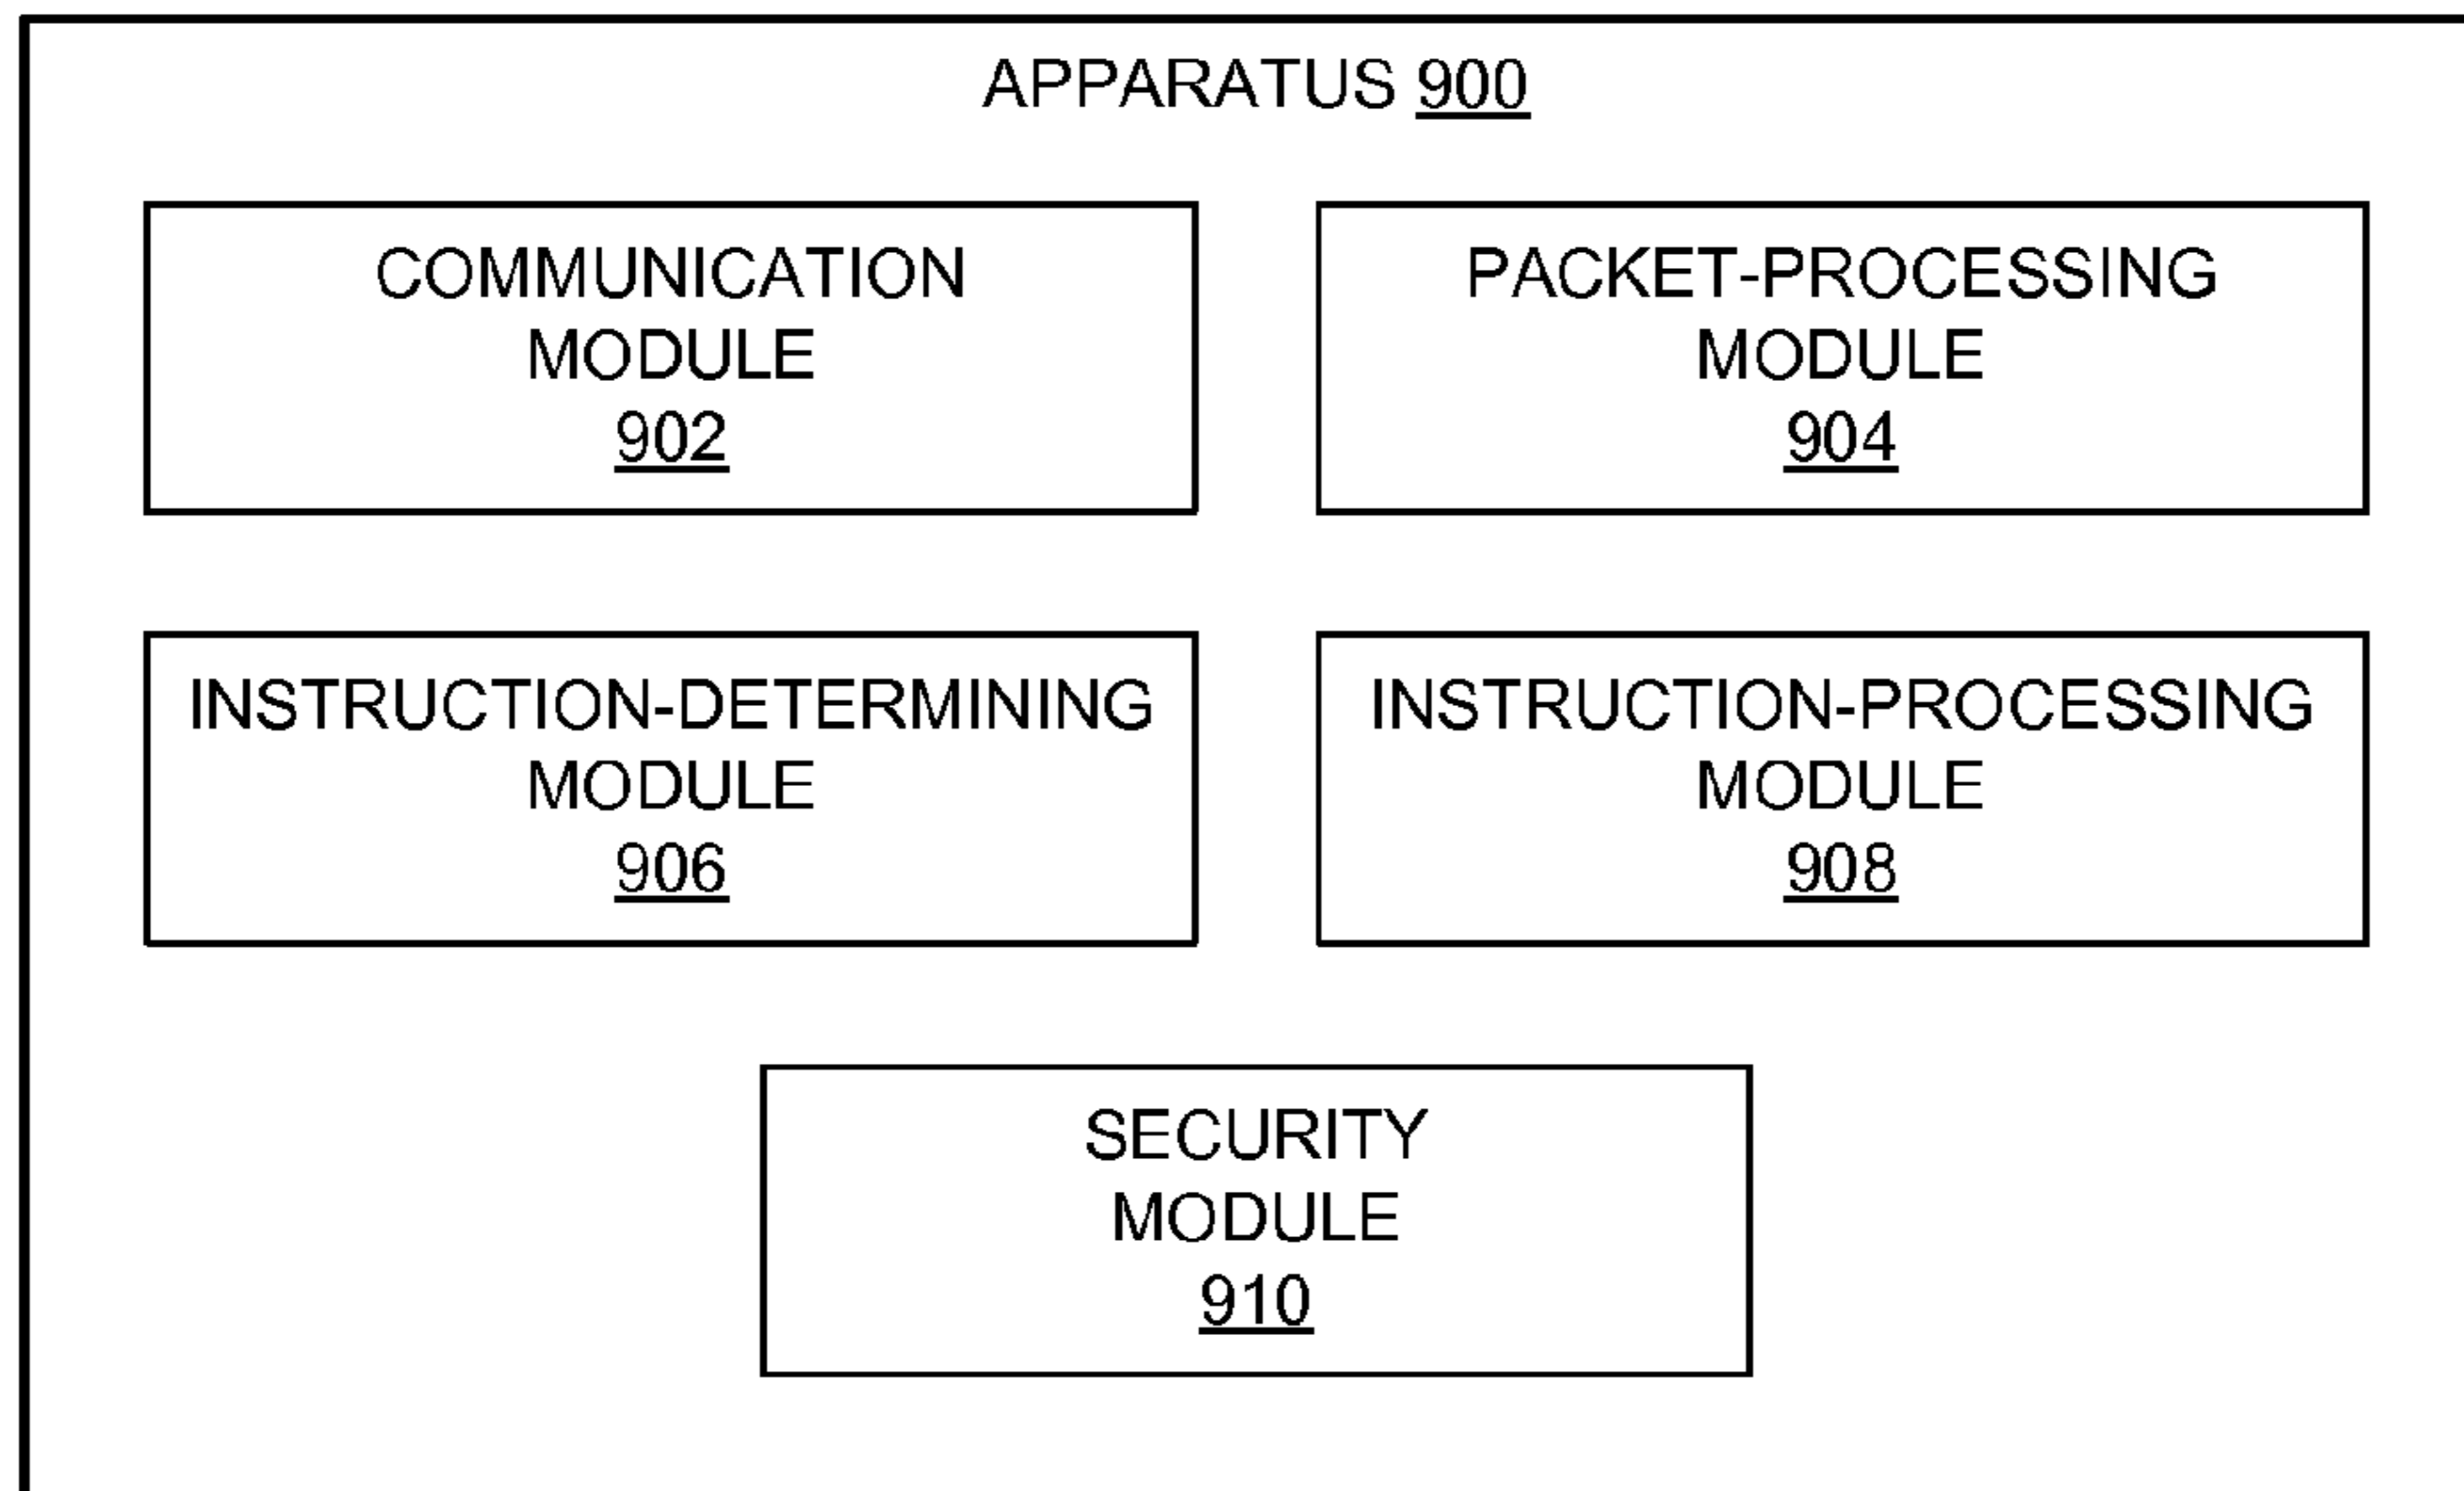 APPARATUS 900
COMMUNICATION
MODULE
902
PACKET-PROCESSING
MODULE
904
INSTRUCTION-DETERMINING
MODULE
906
INSTRUCTION-PROCESSING
MODULE
908
SECURITY
MODULE
910